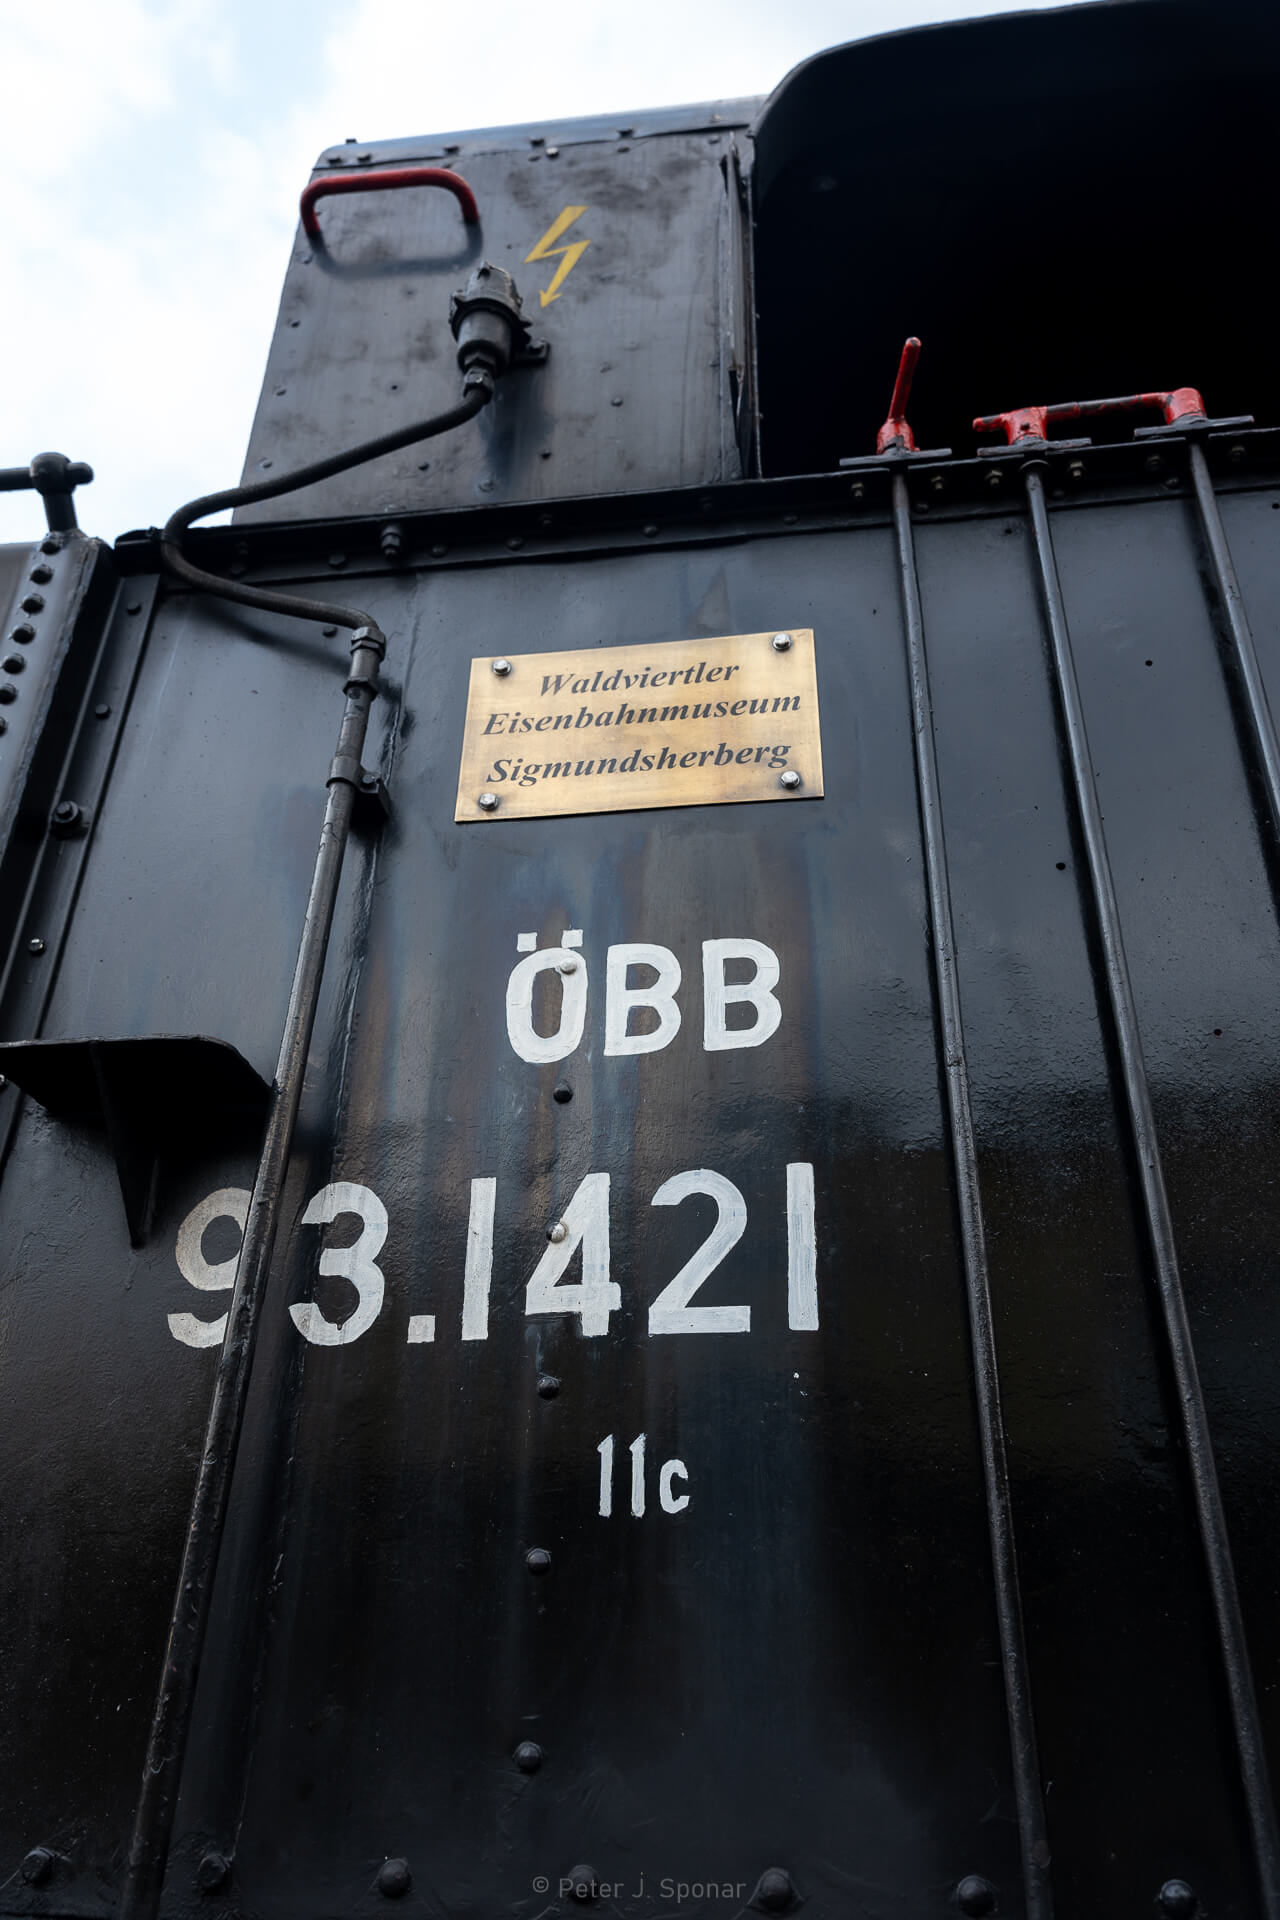 Waldviertler
Eisenbahnmuseum
Sigmundsherberg
ÖBB
93.1421
11c
© Peter J. Sponar